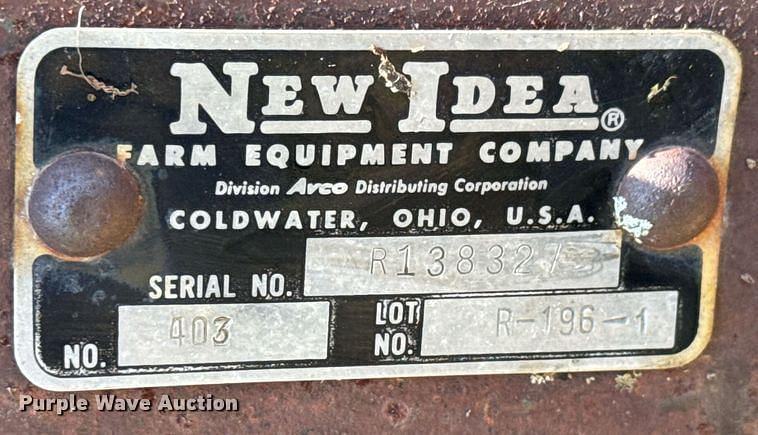 NEW IDEA®
FARM EQUIPMENT COMPANY
Division Avco Distributing Corporation
COLDWATER, OHIO, U.S.A.
SERIAL NO.
NO. 403 LOT NO. R-196-1
Purple Wave Auction